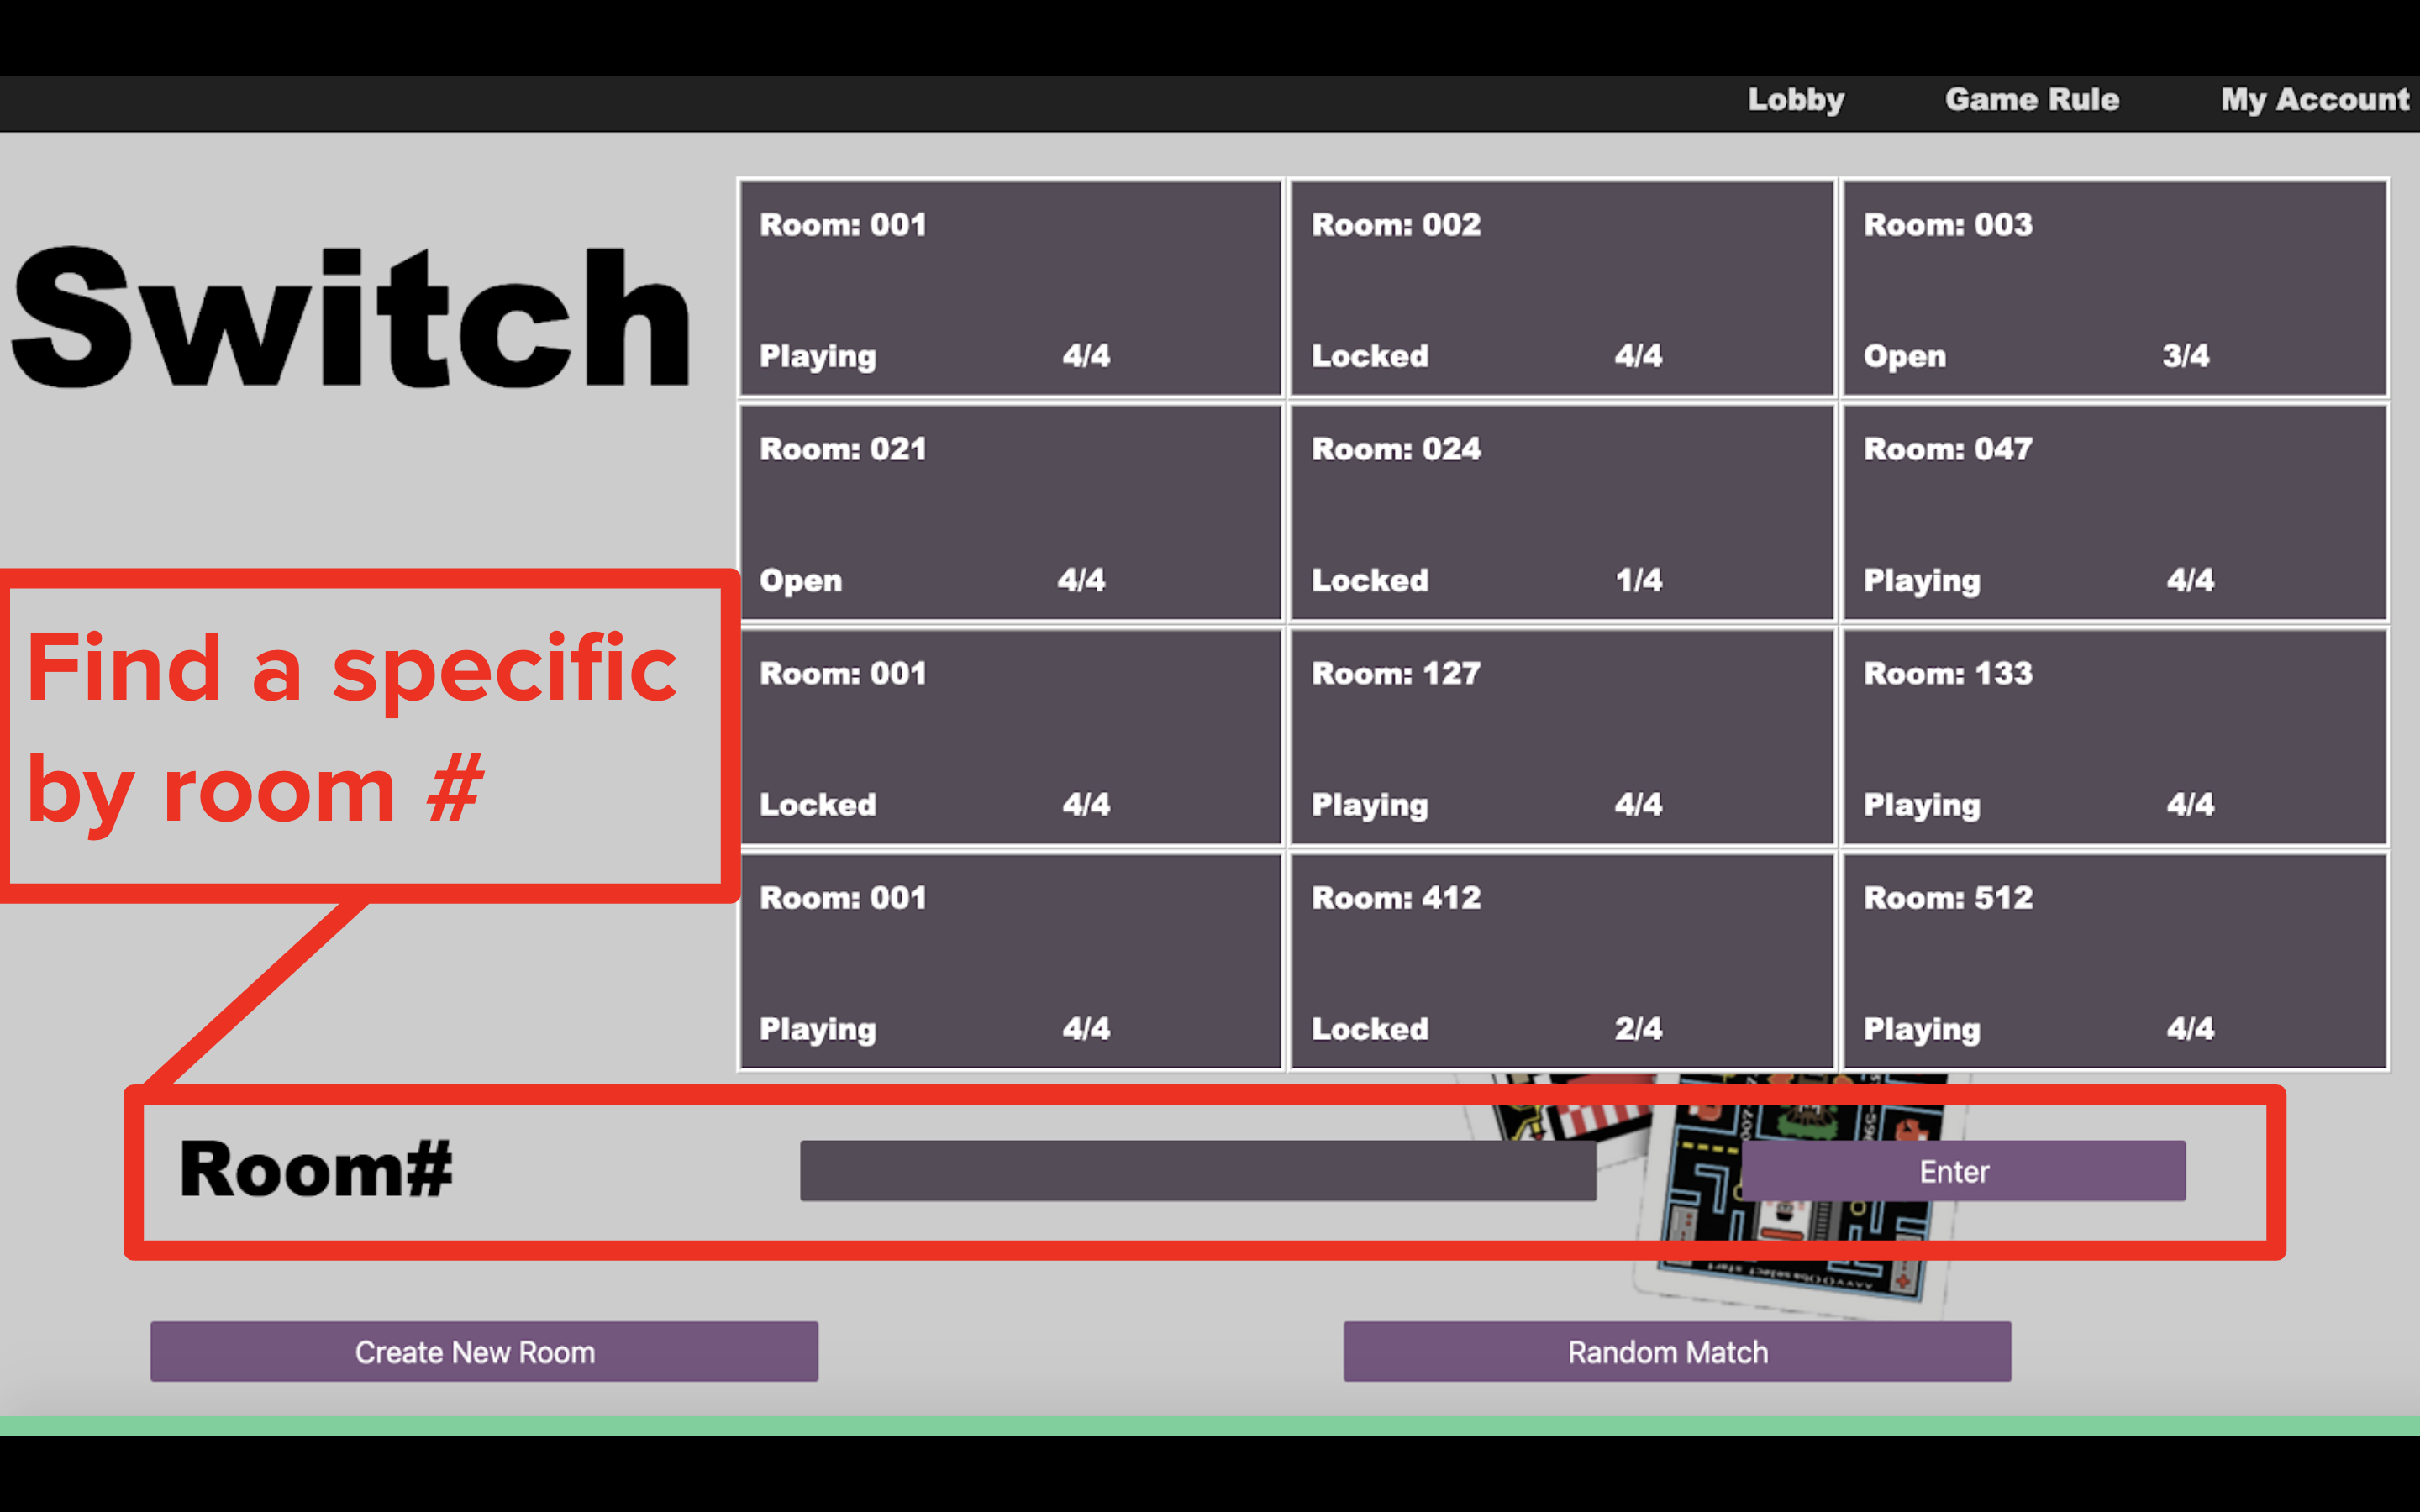 Lobby Game Rule My Account
Switch
Room: 001 Room: 002 Room: 003
Playing 4/4 Locked 4/4 Open 3/4
Room: 021 Room: 024 Room: 047
Open 4/4 Locked 1/4 Playing 4/4
Find a specific
by room #
Room: 001 Room: 127 Room: 133
Locked 4/4 Playing 4/4 Playing 4/4
Room: 001 Room: 412 Room: 512
Playing 4/4 Locked 2/4 Playing 4/4
Room# Enter
Create New Room Random Match